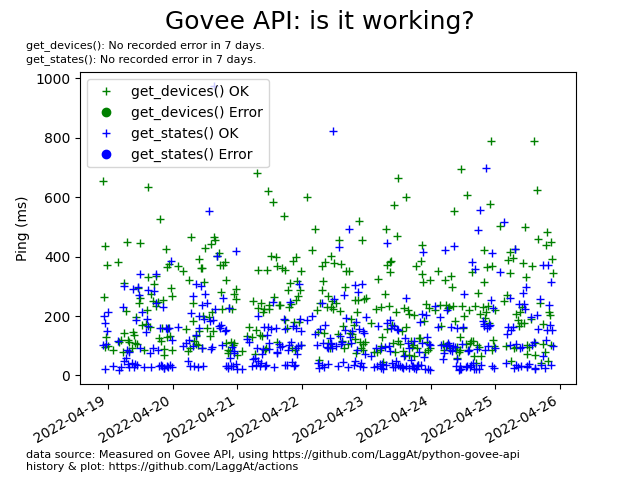 Govee API: is it working?
get_devices(): No recorded error in 7 days.
get_states(): No recorded error in 7 days.
get_devices() OK
get_devices() Error
get_states() OK
get_states() Error
Ping (ms)
1000
800
600
400
200
0
2022-04-19
2022-04-20
2022-04-21
2022-04-22
2022-04-23
2022-04-24
2022-04-25
2022-04-26
data source: Measured on Govee API, using https://github.com/LaggAt/python-govee-api
history & plot: https://github.com/LaggAt/actions